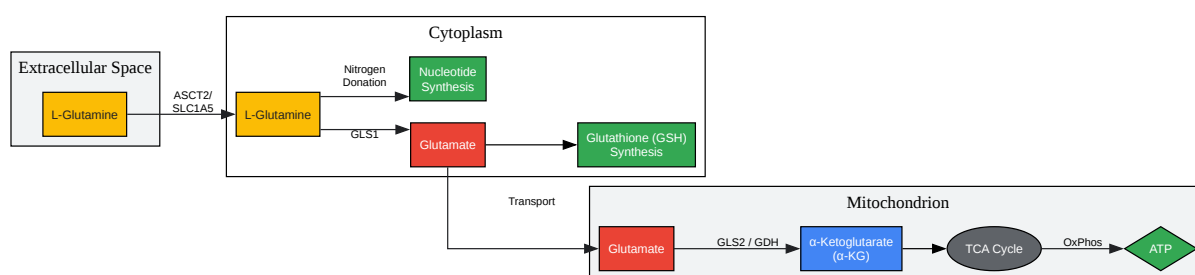 Cytoplasm
Extracellular Space
L-Glutamine
ASCT2/
SLC1A5
L-Glutamine
Nitrogen
Donation
Nucleotide
Synthesis
GLS1
Glutamate
Glutathione (GSH)
Synthesis
Transport
Mitochondrion
Glutamate
GLS2 / GDH
α-Ketoglutarate
(α-KG)
TCA Cycle
OxPhos
ATP